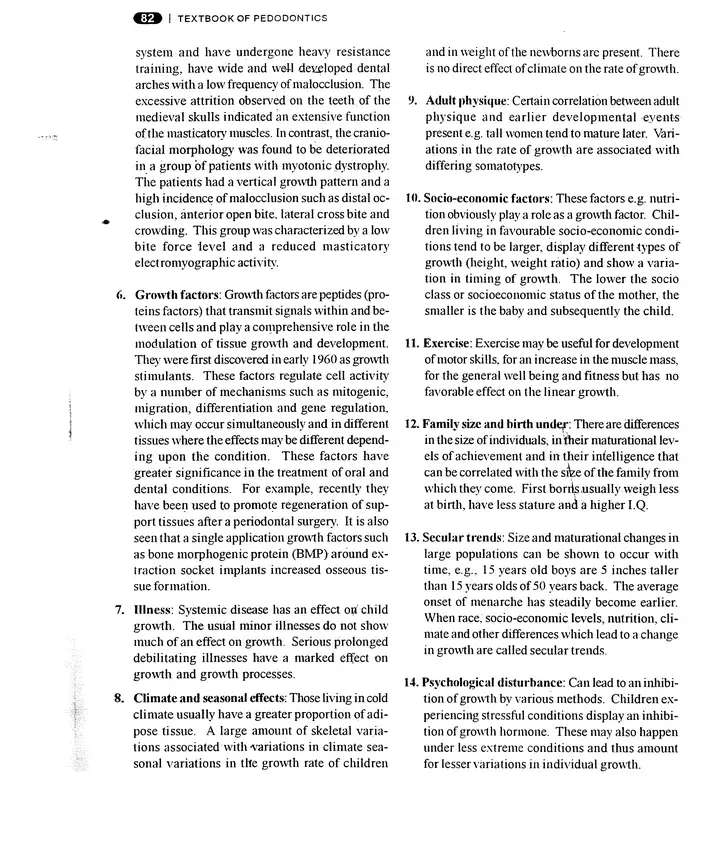 82 | TEXTBOOK OF PEDODONTICS
system and have undergone heavy resistance
training, have wide and well developed dental
arches with a low frequency of malocclusion. The
excessive attrition observed on the teeth of the
medieval skulls indicated an extensive function
of the masticatory muscles. In contrast, the cranio-
facial morphology was found to be deteriorated
in a group of patients with myotonic dystrophy.
The patients had a vertical growth pattern and a
high incidence of malocclusion such as distal oc-
clusion, anterior open bite, lateral cross bite and
crowding. This group was characterized by a low
bite force level and a reduced masticatory
electromyographic activity.
6. Growth factors: Growth factors are peptides (pro-
teins factors) that transmit signals within and be-
tween cells and play a comprehensive role in the
modulation of tissue growth and development.
They were first discovered in early 1960 as growth
stimulants. These factors regulate cell activity
by a number of mechanisms such as mitogenic,
migration, differentiation and gene regulation,
which may occur simultaneously and in different
tissues where the effects may be different depend-
ing upon the condition. These factors have
greater significance in the treatment of oral and
dental conditions. For example, recently they
have been used to promote regeneration of sup-
port tissues after a periodontal surgery. It is also
seen that a single application growth factors such
as bone morphogenic protein (BMP) around ex-
traction socket implants increased osseous tis-
sue formation.
7. Illness: Systemic disease has an effect on child
growth. The usual minor illnesses do not show
much of an effect on growth. Serious prolonged
debilitating illnesses have a marked effect on
growth and growth processes.
8. Climate and seasonal effects: Those living in cold
climate usually have a greater proportion of adi-
pose tissue. A large amount of skeletal varia-
tions associated with variations in climate sea-
sonal variations in the growth rate of children
and in weight of the newborns are present. There
is no direct effect of climate on the rate of growth.
9. Adult physique: Certain correlation between adult
physique and earlier developmental events
present e.g. tall women tend to mature later. Vari-
ations in the rate of growth are associated with
differing somatotypes.
10. Socio-economic factors: These factors e.g. nutri-
tion obviously play a role as a growth factor. Chil-
dren living in favourable socio-economic condi-
tions tend to be larger, display different types of
growth (height, weight ratio) and show a varia-
tion in timing of growth. The lower the socio
class or socioeconomic status of the mother, the
smaller is the baby and subsequently the child.
11. Exercise: Exercise may be useful for development
of motor skills, for an increase in the muscle mass,
for the general well being and fitness but has no
favorable effect on the linear growth.
12. Family size and birth under: There are differences
in the size of individuals, in their maturational lev-
els of achievement and in their intelligence that
can be correlated with the size of the family from
which they come. First borns usually weigh less
at birth, have less stature and a higher I.Q.
13. Secular trends: Size and maturational changes in
large populations can be shown to occur with
time, e.g., 15 years old boys are 5 inches taller
than 15 years olds of 50 years back. The average
onset of menarche has steadily become earlier.
When race, socio-economic levels, nutrition, cli-
mate and other differences which lead to a change
in growth are called secular trends.
14. Psychological disturbance: Can lead to an inhibi-
tion of growth by various methods. Children ex-
periencing stressful conditions display an inhibi-
tion of growth hormone. These may also happen
under less extreme conditions and thus amount
for lesser variations in individual growth.